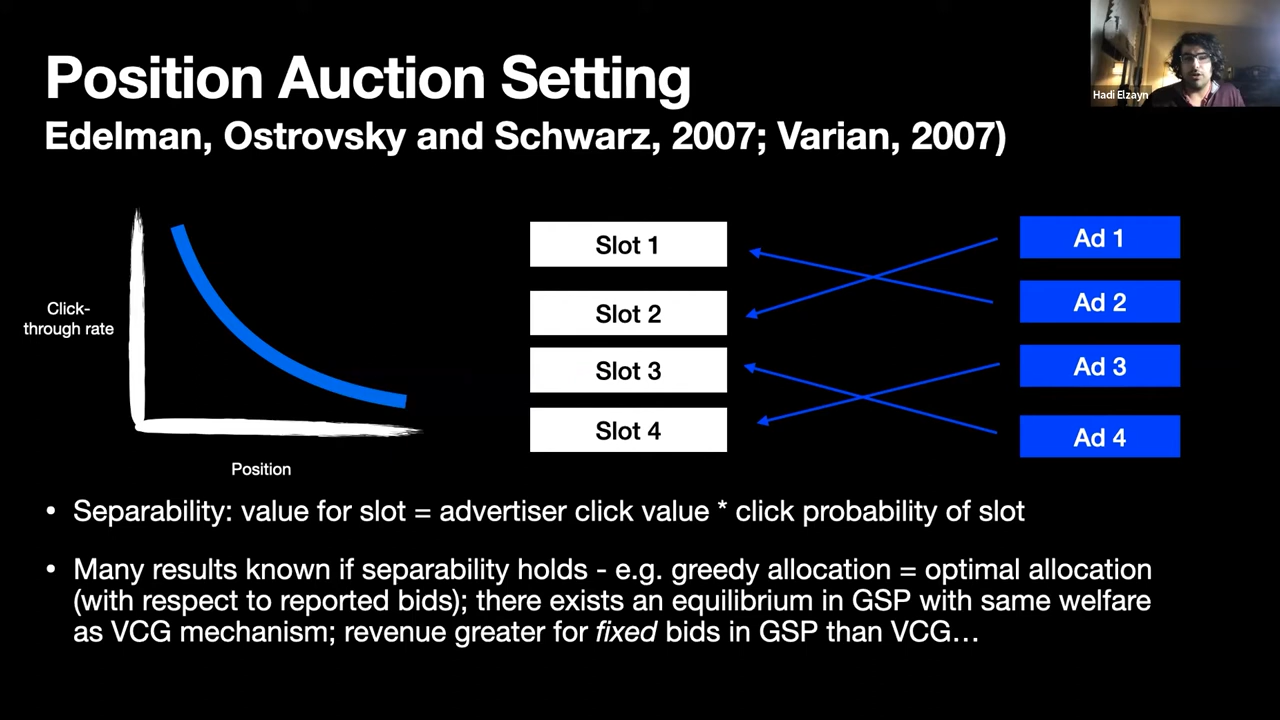 Position Auction Setting
Edelman, Ostrovsky and Schwarz, 2007; Varian, 2007)
Hadi Elzayn
Click-
through rate
Position
Slot 1
Slot 2
Slot 3
Slot 4
Ad 1
Ad 2
Ad 3
Ad 4
• Separability: value for slot = advertiser click value * click probability of slot
• Many results known if separability holds - e.g. greedy allocation = optimal allocation
(with respect to reported bids); there exists an equilibrium in GSP with same welfare
as VCG mechanism; revenue greater for fixed bids in GSP than VCG…